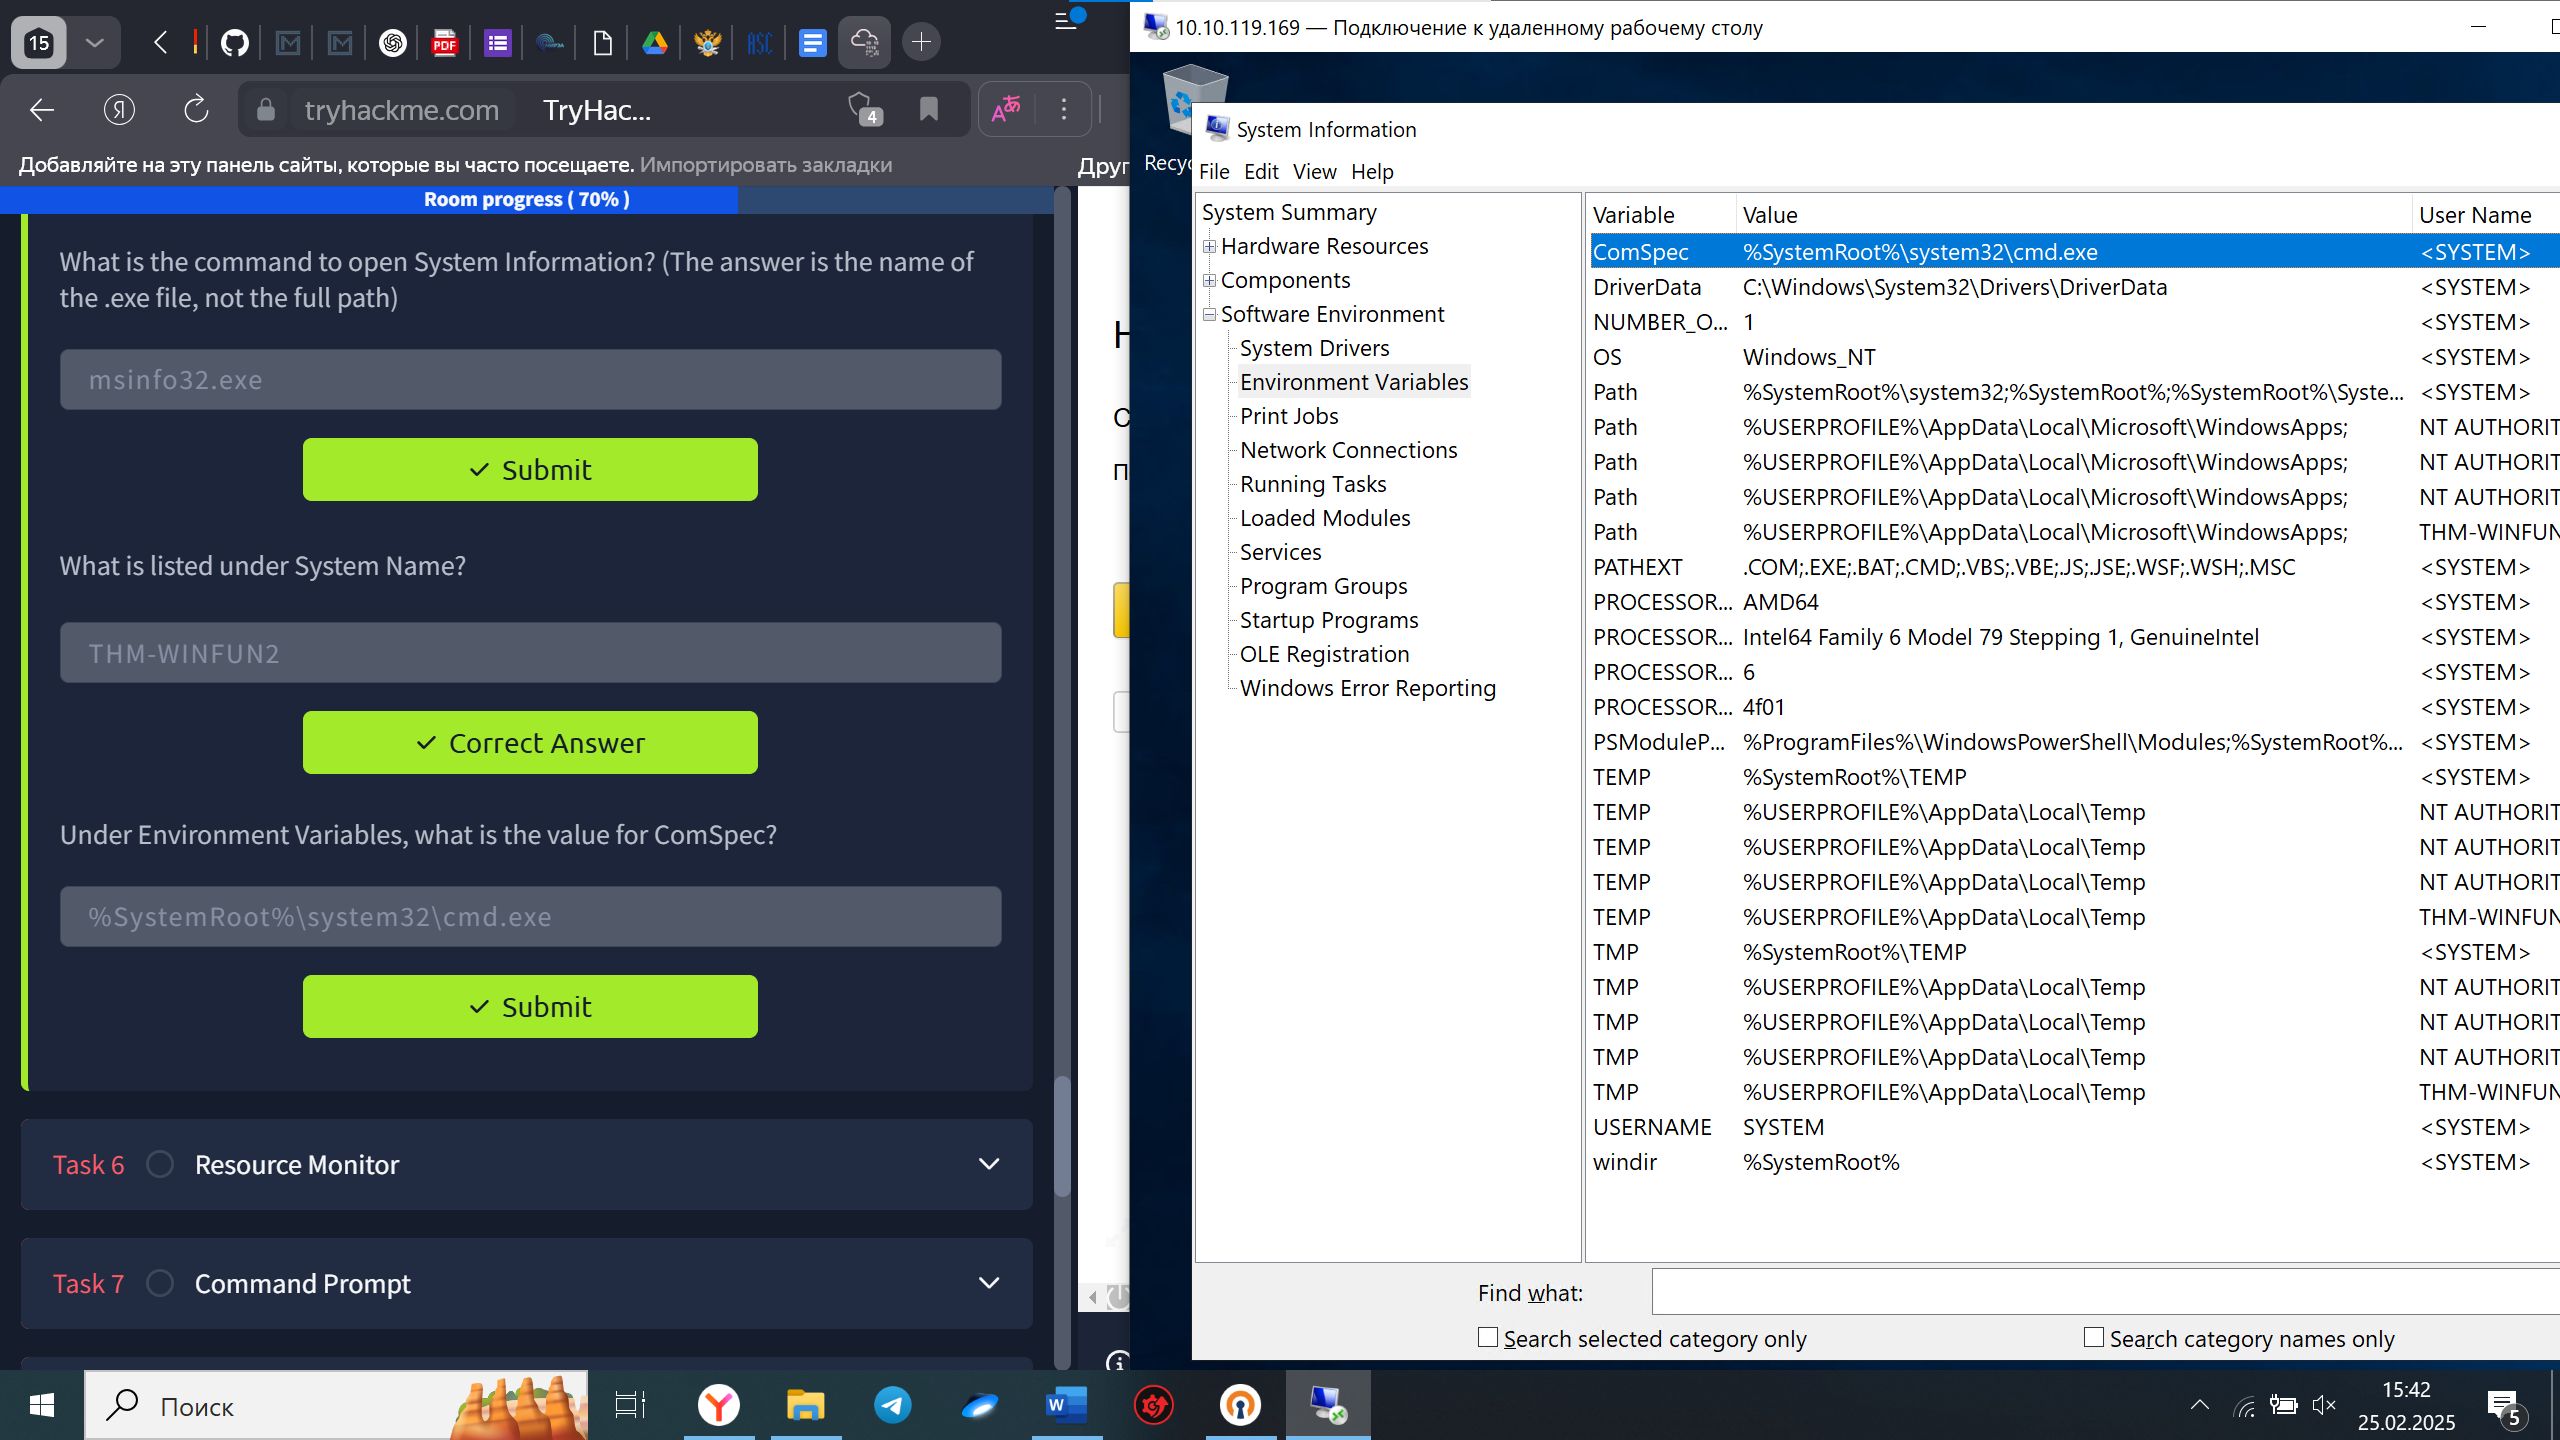 15
tryhackme.com
TryHac...
4
Добавляйте на эту панель сайты, которые вы часто посещаете. Импортировать закладки
Room progress ( 70% )
What is the command to open System Information? (The answer is the name of
the .exe file, not the full path)
msinfo32.exe
Submit
What is listed under System Name?
THM-WINFUN2
Correct Answer
Under Environment Variables, what is the value for ComSpec?
%SystemRoot%\system32\cmd.exe
Submit
Task 6 Resource Monitor
Task 7 Command Prompt
10.10.119.169 — Подключение к удаленному рабочему столу
System Information
File Edit View Help
System Summary
Hardware Resources
Components
Software Environment
System Drivers
Environment Variables
Print Jobs
Network Connections
Running Tasks
Loaded Modules
Services
Program Groups
Startup Programs
OLE Registration
Windows Error Reporting
Variable Value User Name
ComSpec %SystemRoot%\system32\cmd.exe <SYSTEM>
DriverData C:\Windows\System32\Drivers\DriverData <SYSTEM>
NUMBER_O... 1 <SYSTEM>
OS Windows_NT <SYSTEM>
Path %SystemRoot%\system32;%SystemRoot%;%SystemRoot%\Syste... <SYSTEM>
Path %USERPROFILE%\AppData\Local\Microsoft\WindowsApps; NT AUTHORIT
Path %USERPROFILE%\AppData\Local\Microsoft\WindowsApps; NT AUTHORIT
Path %USERPROFILE%\AppData\Local\Microsoft\WindowsApps; NT AUTHORIT
Path %USERPROFILE%\AppData\Local\Microsoft\WindowsApps; THM-WINFUN
PATHEXT .COM;.EXE;.BAT;.CMD;.VBS;.VBE;.JS;.JSE;.WSF;.WSH;.MSC <SYSTEM>
PROCESSOR... AMD64 <SYSTEM>
PROCESSOR... Intel64 Family 6 Model 79 Stepping 1, GenuineIntel <SYSTEM>
PROCESSOR... 6 <SYSTEM>
PROCESSOR... 4f01 <SYSTEM>
PSModuleP... %ProgramFiles%\WindowsPowerShell\Modules;%SystemRoot%... <SYSTEM>
TEMP %SystemRoot%\TEMP <SYSTEM>
TEMP %USERPROFILE%\AppData\Local\Temp NT AUTHORIT
TEMP %USERPROFILE%\AppData\Local\Temp NT AUTHORIT
TEMP %USERPROFILE%\AppData\Local\Temp NT AUTHORIT
TEMP %USERPROFILE%\AppData\Local\Temp THM-WINFUN
TMP %SystemRoot%\TEMP <SYSTEM>
TMP %USERPROFILE%\AppData\Local\Temp NT AUTHORIT
TMP %USERPROFILE%\AppData\Local\Temp NT AUTHORIT
TMP %USERPROFILE%\AppData\Local\Temp NT AUTHORIT
TMP %USERPROFILE%\AppData\Local\Temp THM-WINFUN
USERNAME SYSTEM <SYSTEM>
windir %SystemRoot% <SYSTEM>
Find what:
Search selected category only Search category names only
Поиск
15:42
25.02.2025
5